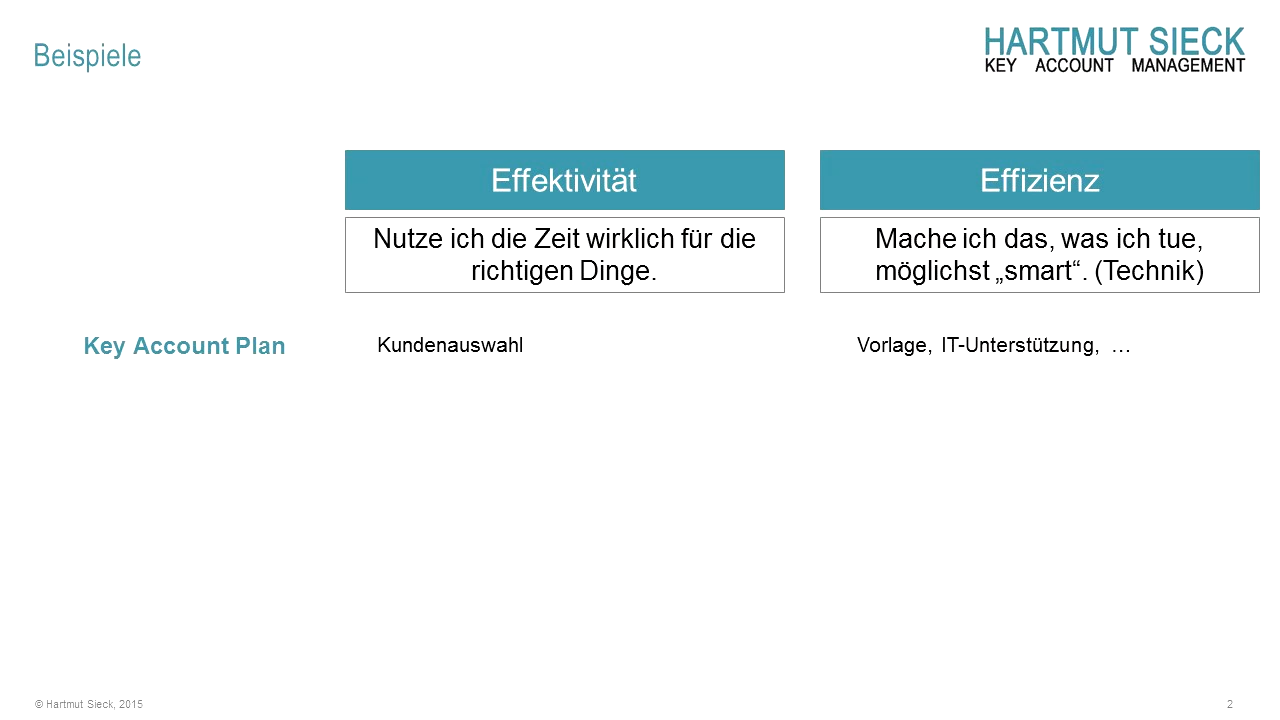 Beispiele
HARTMUT SIECK
KEY ACCOUNT MANAGEMENT
Effektivität
Effizienz
Nutze ich die Zeit wirklich für die
richtigen Dinge.
Mache ich das, was ich tue,
möglichst „smart“. (Technik)
Key Account Plan
Kundenauswahl
Vorlage, IT-Unterstützung, …
© Hartmut Sieck, 2015
2